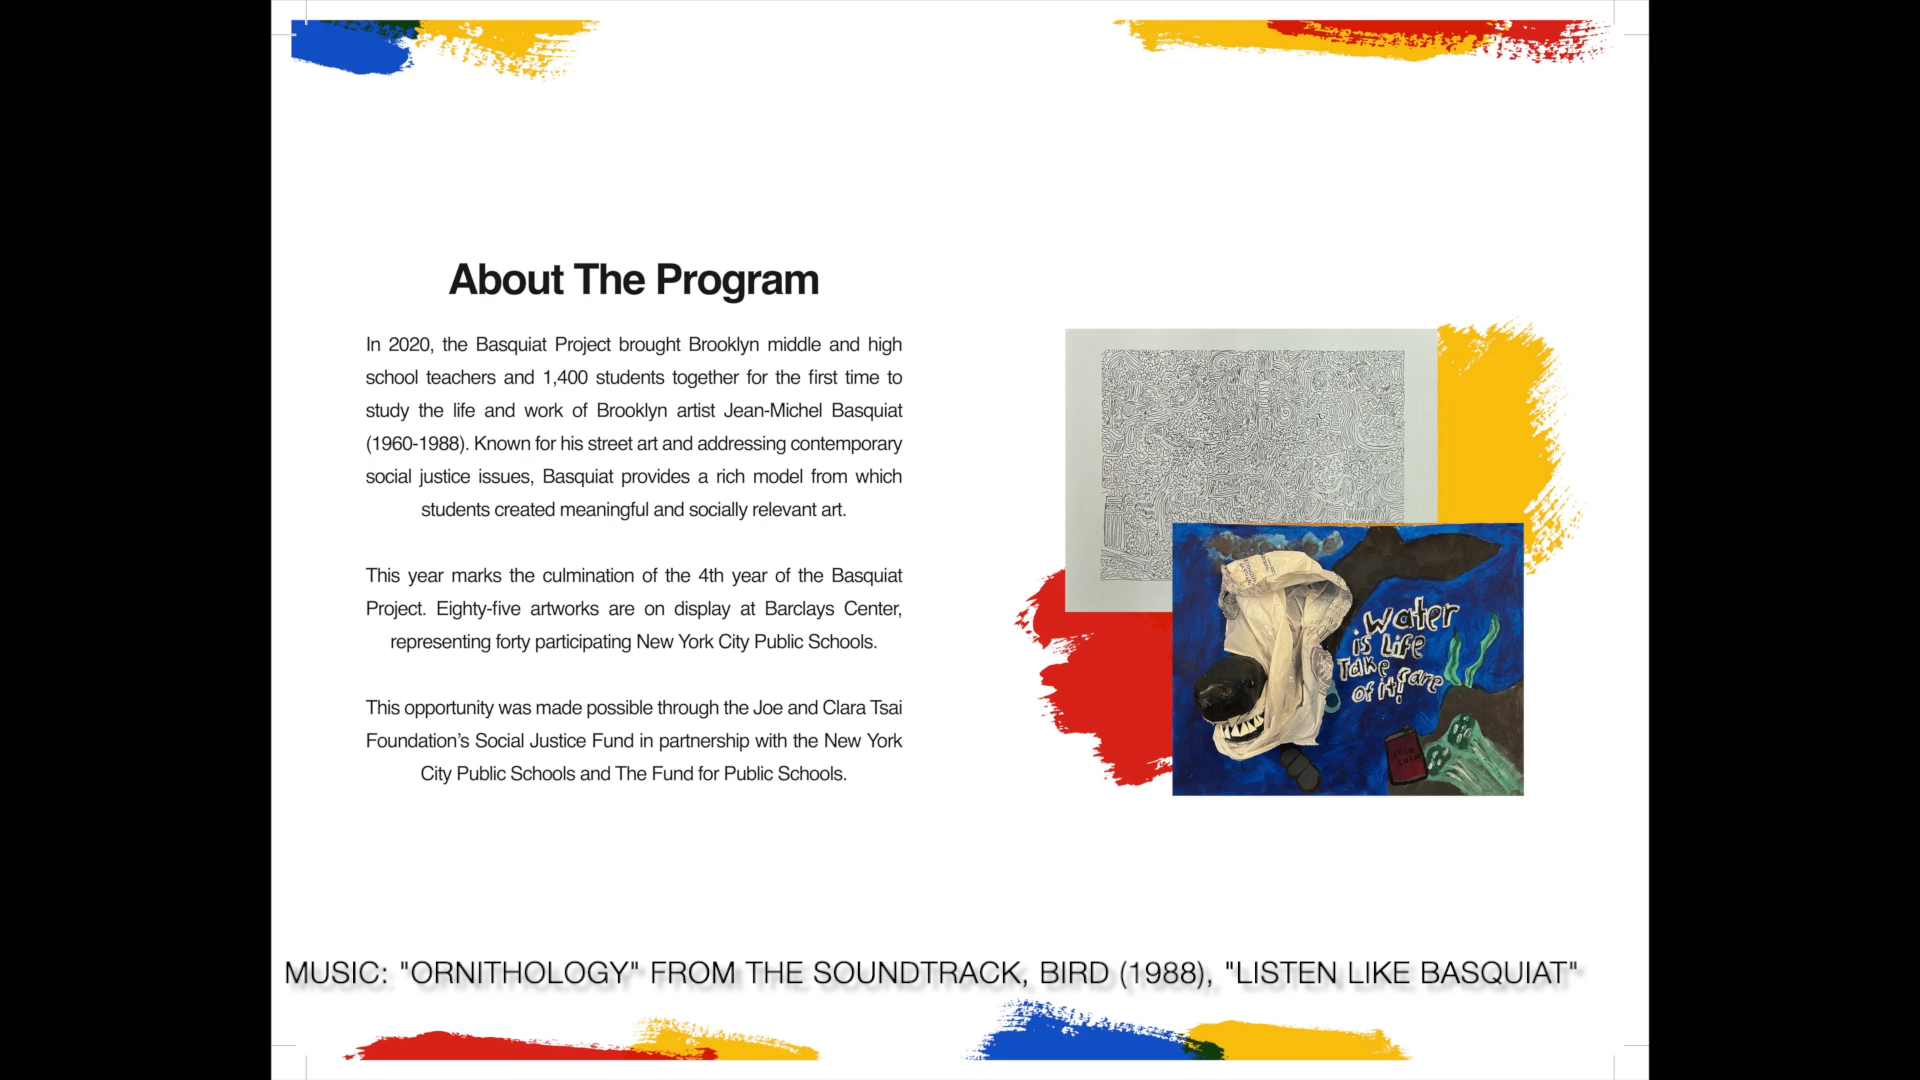 About The Program
In 2020, the Basquiat Project brought Brooklyn middle and high
school teachers and 1,400 students together for the first time to
study the life and work of Brooklyn artist Jean-Michel Basquiat
(1960-1988). Known for his street art and addressing contemporary
social justice issues, Basquiat provides a rich model from which
students created meaningful and socially relevant art.
This year marks the culmination of the 4th year of the Basquiat
Project. Eighty-five artworks are on display at Barclays Center,
representing forty participating New York City Public Schools.
This opportunity was made possible through the Joe and Clara Tsai
Foundation’s Social Justice Fund in partnership with the New York
City Public Schools and The Fund for Public Schools.
Water
is Life
Take Care
of it!
MUSIC: "ORNITHOLOGY" FROM THE SOUNDTRACK, BIRD (1988), "LISTEN LIKE BASQUIAT"